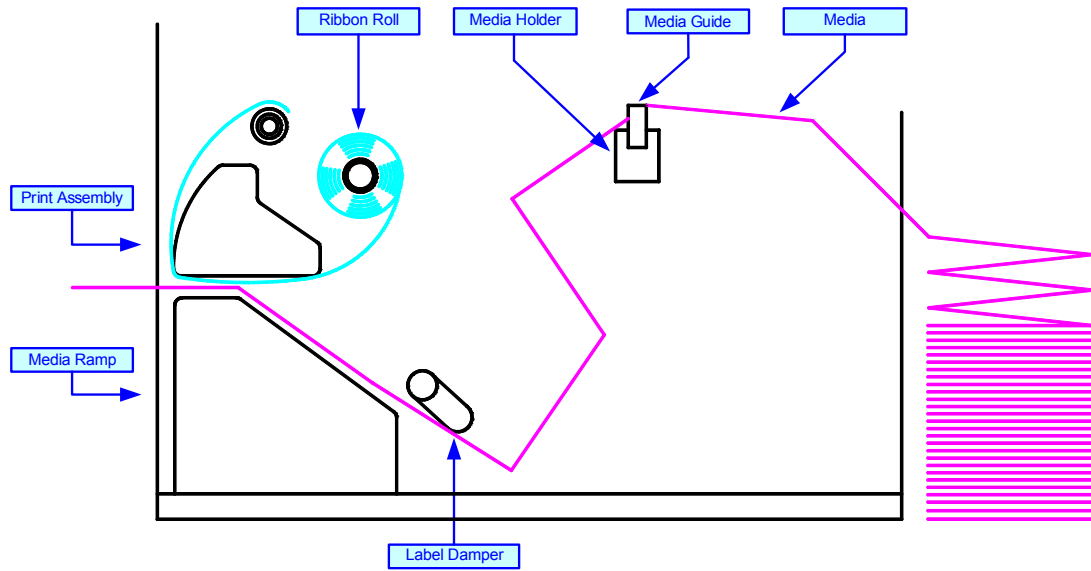 Ribbon Roll
Media Holder
Media Guide
Media
Print Assembly
Media Ramp
Label Damper